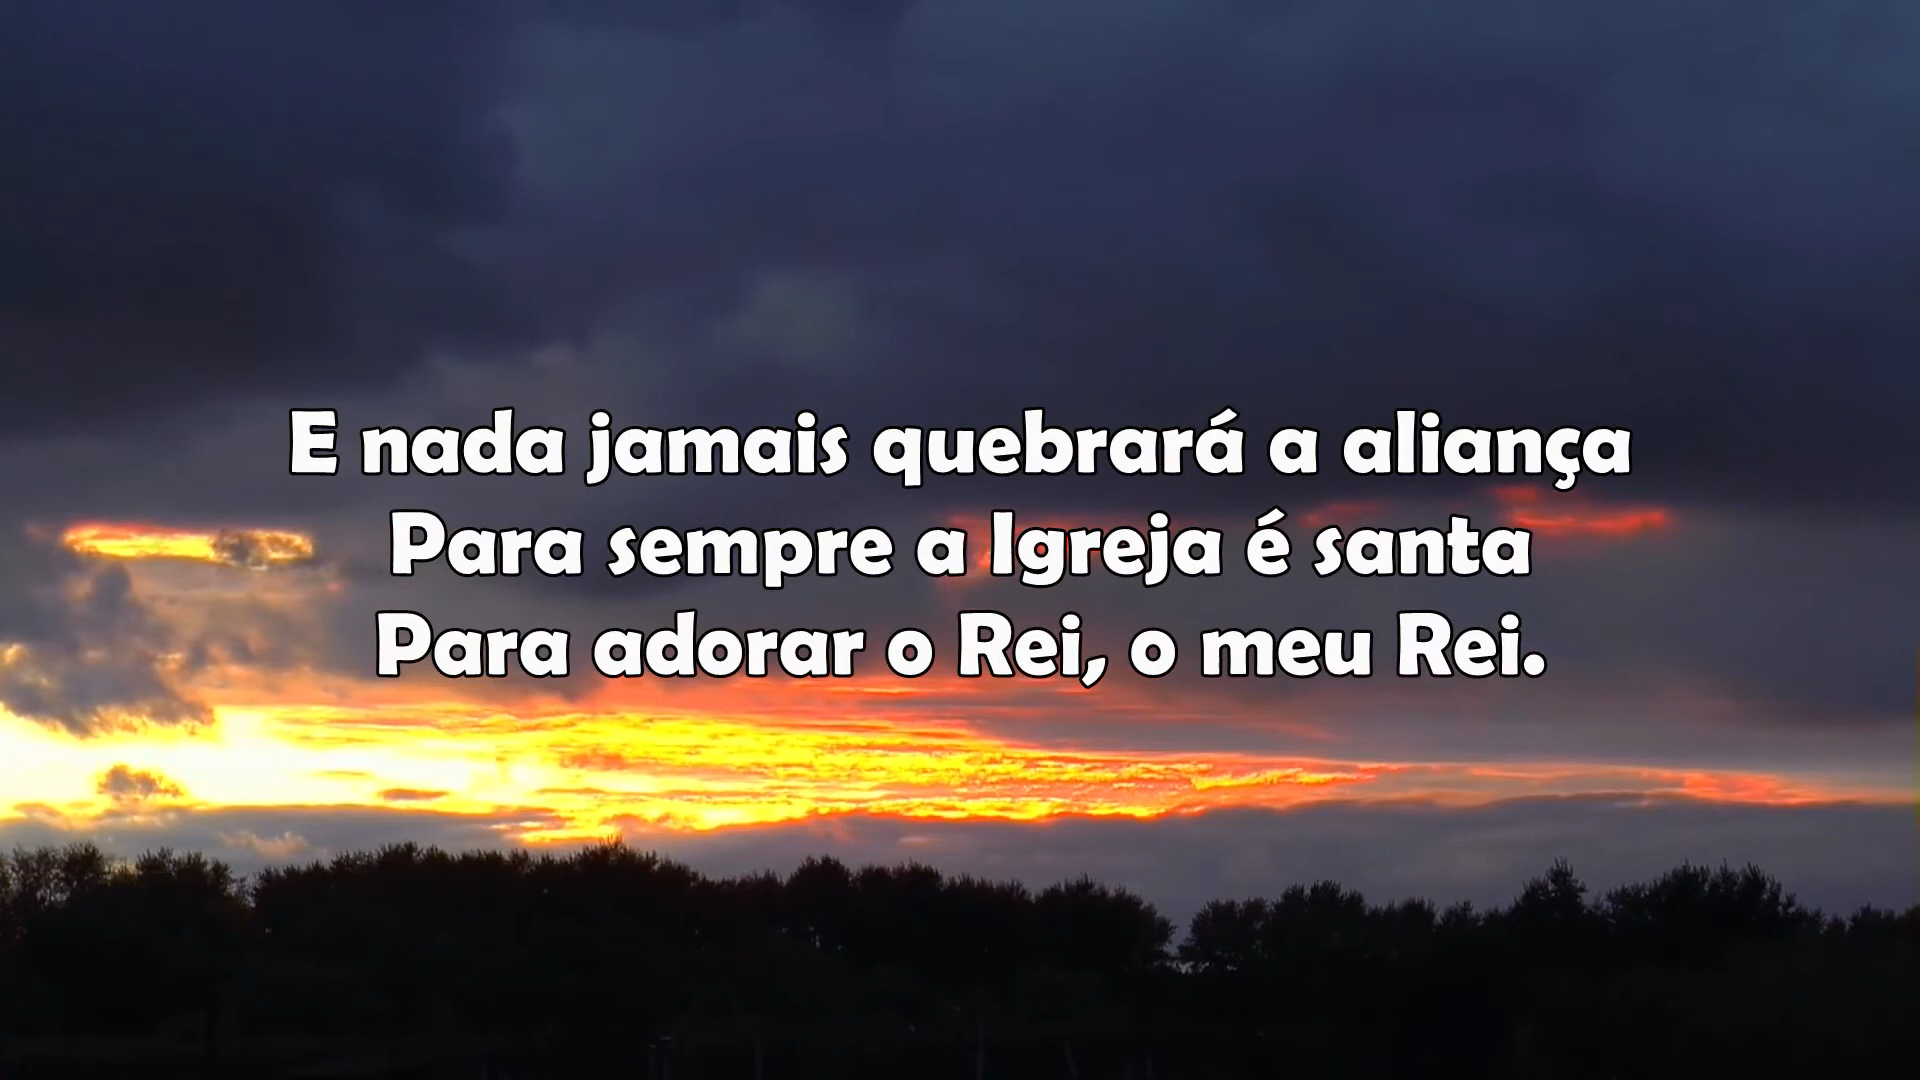 E nada jamais quebrará a aliança
Para sempre a Igreja é santa
Para adorar o Rei, o meu Rei.